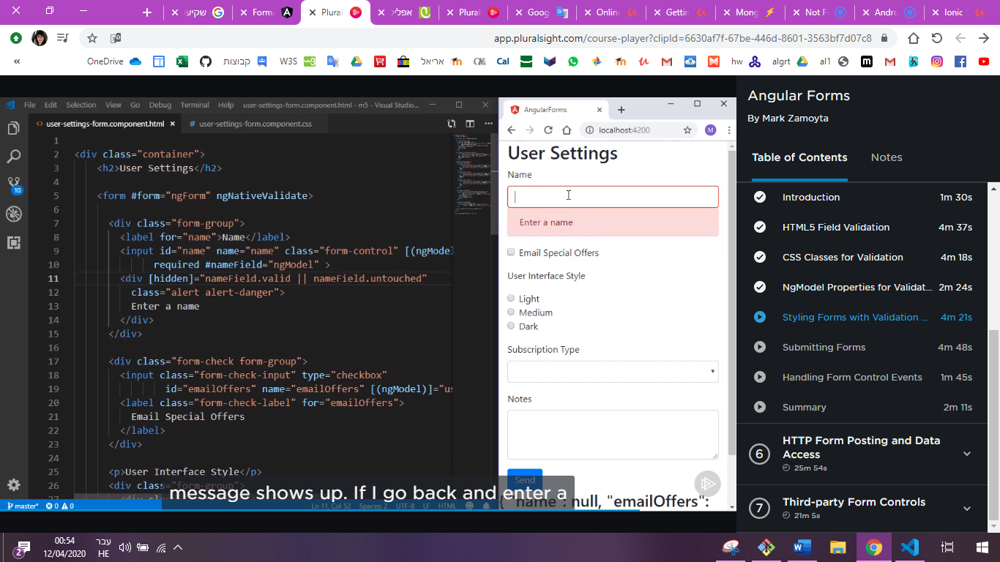 שקיעו
Form
Plural
אפליכ
Plural
Goog
Onlin
Gettin
Mong
Not F
Andro
Ionic
app.pluralsight.com/course-player?clipId=6630af7f-67be-446d-8601-3563bf7d07c8
OneDrive
קבוצות
W3S
אריאל
Cal
hw
algrt
al1
File Edit Selection View Go Debug Terminal Help user-settings-form.component.html - m5 - Visual Studio...
user-settings-form.component.html
user-settings-form.component.css
10
1
2 <div class="container">
3 <h2>User Settings</h2>
4
5 <form #form="ngForm" ngNativeValidate>
6
7 <div class="form-group">
8 <label for="name">Name</label>
9 <input id="name" name="name" class="form-control" [(ngModel
10 required #nameField="ngModel" >
11 <div [hidden]="nameField.valid || nameField.untouched"
12 class="alert alert-danger">
13 Enter a name
14 </div>
15 </div>
16
17 <div class="form-check form-group">
18 <input class="form-check-input" type="checkbox"
19 id="emailOffers" name="emailOffers" [(ngModel)]="us
20 <label class="form-check-label" for="emailOffers">
21 Email Special Offers
22 </label>
23 </div>
24
25 <p>User Interface Style</p>
26 <div class="form-group">
27
master* 0 0
Ln 11, Col 52 Spaces: 2 UTF-8 LF HTML
AngularForms
localhost:4200
M
User Settings
Name
Enter a name
Email Special Offers
User Interface Style
Light
Medium
Dark
Subscription Type
Notes
Send
{ "name": null, "emailOffers":
message shows up. If I go back and enter a
Angular Forms
By Mark Zamoyta
Table of Contents Notes
Introduction 1m 30s
HTML5 Field Validation 4m 37s
CSS Classes for Validation 4m 18s
NgModel Properties for Validat... 2m 24s
Styling Forms with Validation ... 4m 21s
Submitting Forms 4m 48s
Handling Form Control Events 1m 45s
Summary 2m 11s
6 HTTP Form Posting and Data
Access
25m 54s
7 Third-party Form Controls
21m 5s
2
00:54
12/04/2020
עבר
HE